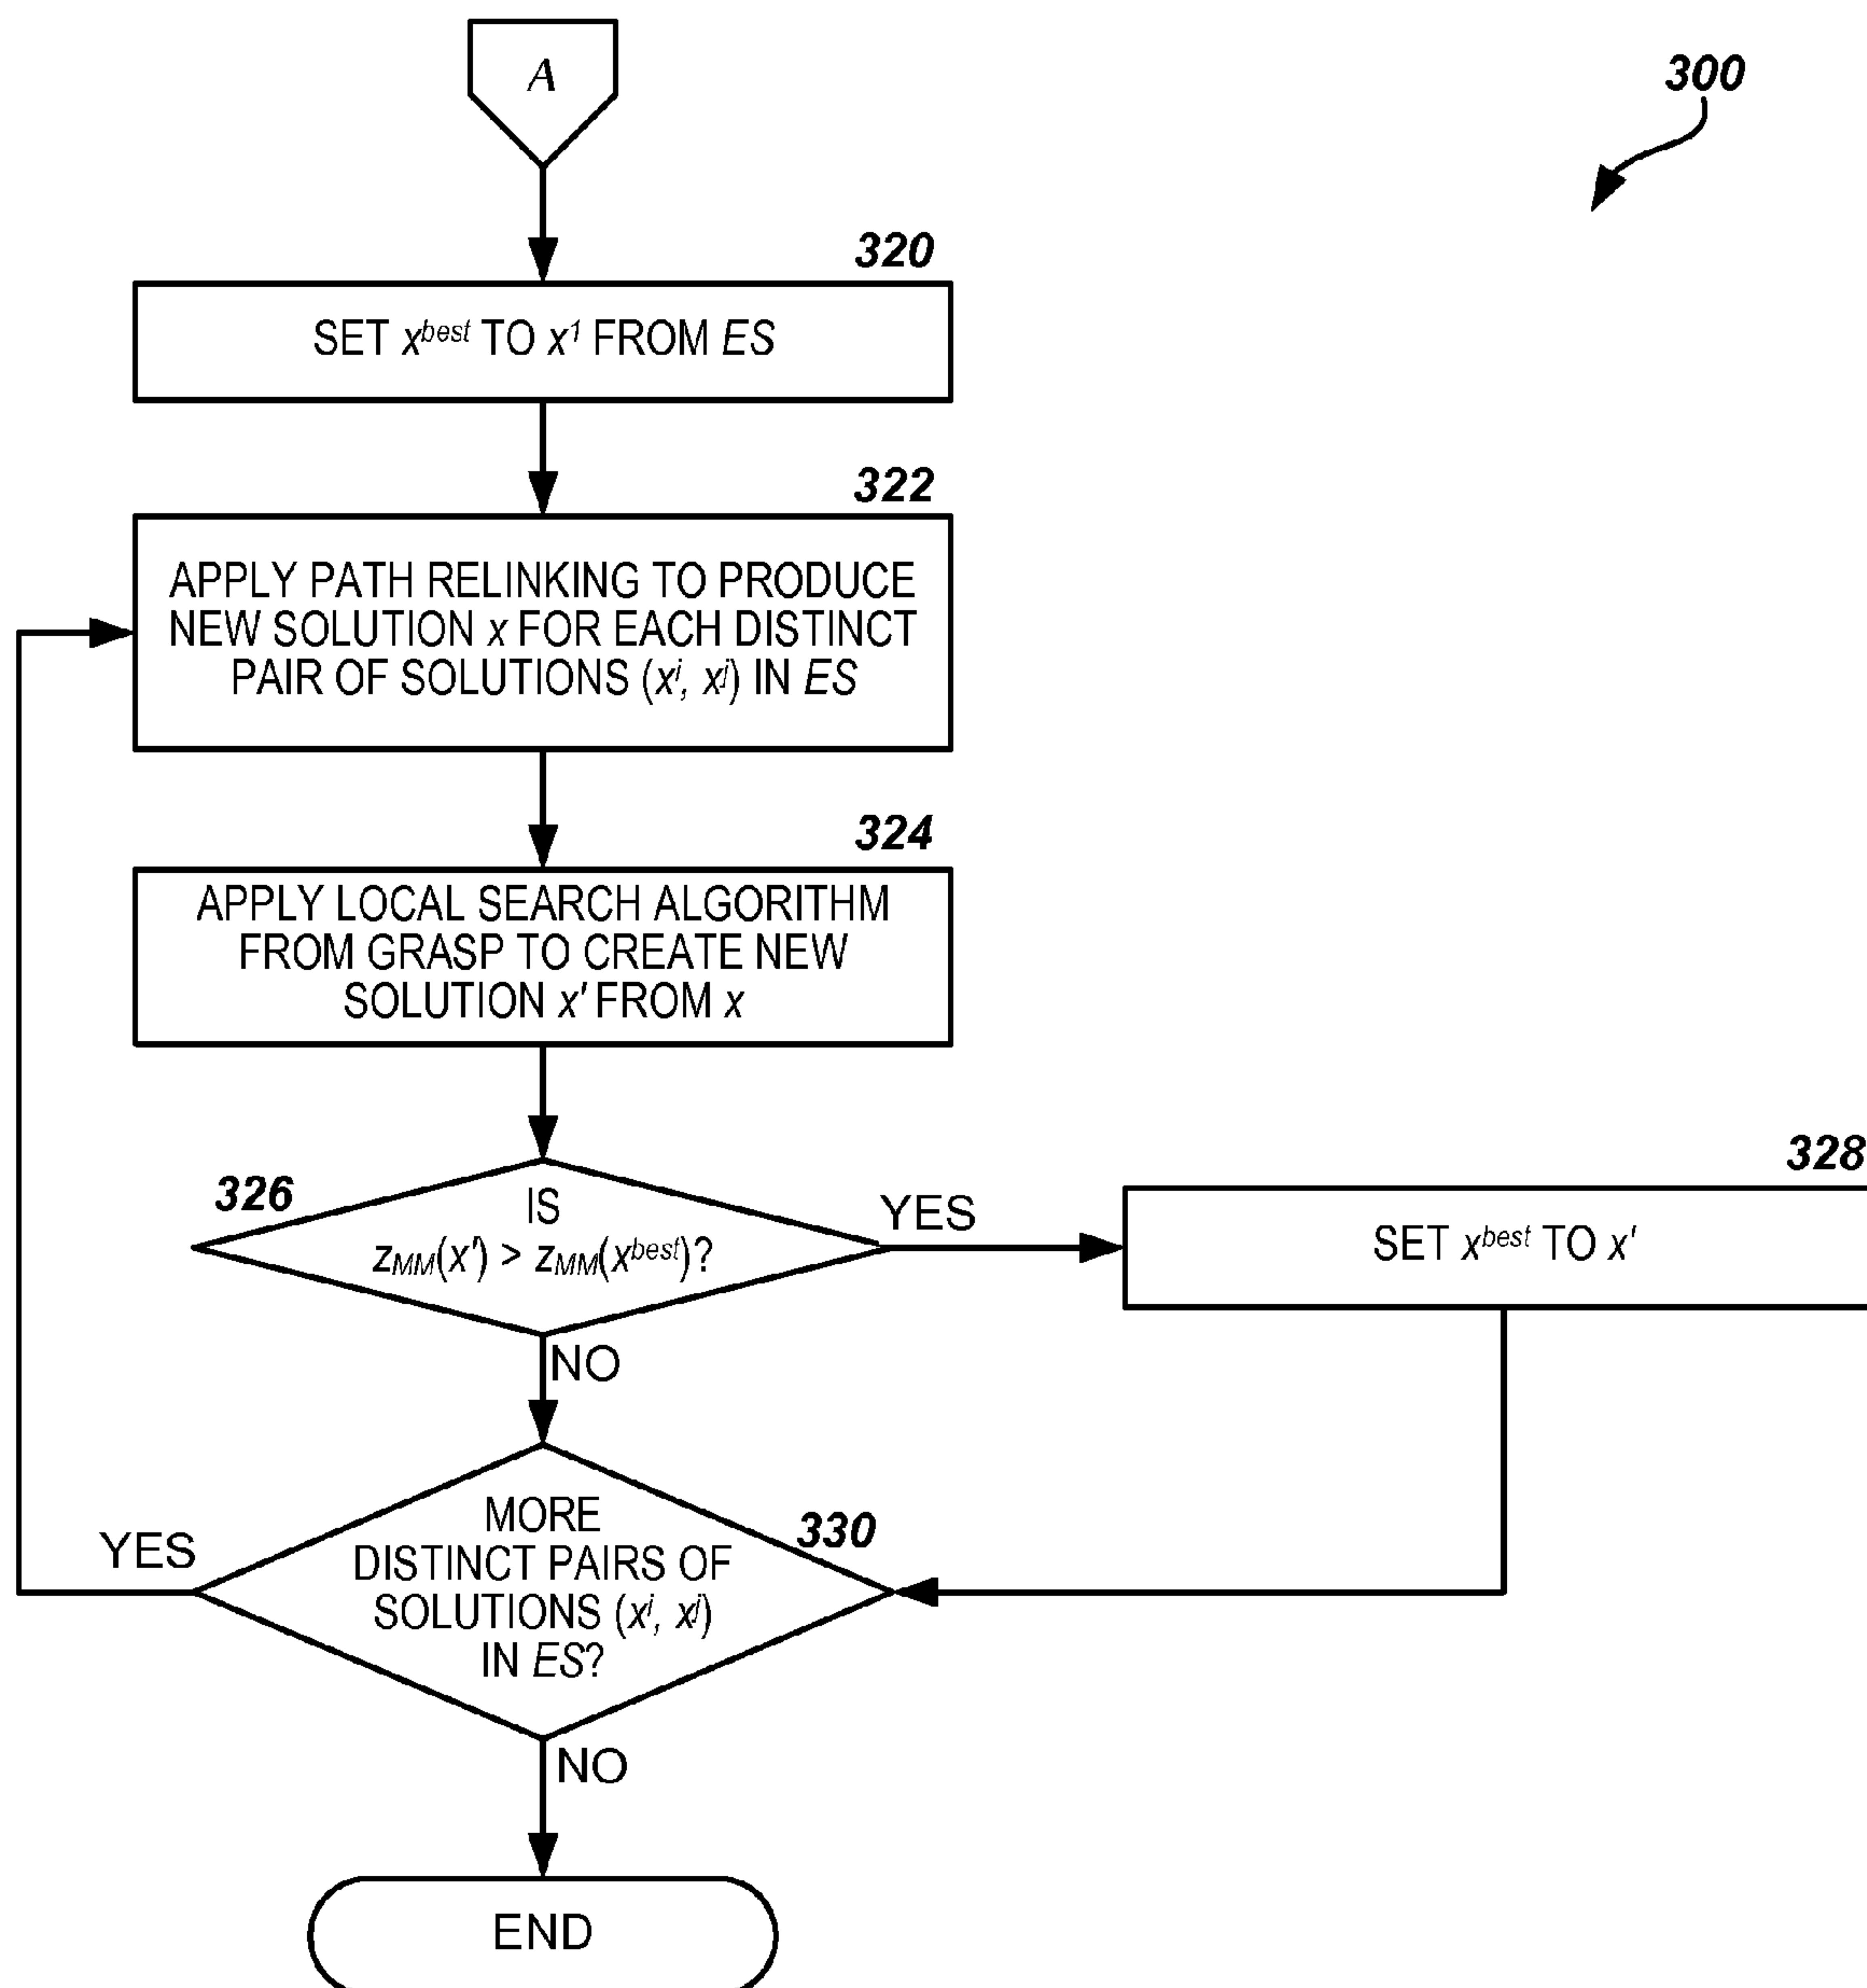 A
300
320
SET x^best TO x^1 FROM ES
322
APPLY PATH RELINKING TO PRODUCE
NEW SOLUTION x FOR EACH DISTINCT
PAIR OF SOLUTIONS (x^i, x^j) IN ES
324
APPLY LOCAL SEARCH ALGORITHM
FROM GRASP TO CREATE NEW
SOLUTION x' FROM x
326
IS
z_MM(x') > z_MM(x^best)?
YES
328
SET x^best TO x'
NO
330
MORE
DISTINCT PAIRS OF
SOLUTIONS (x^i, x^j)
IN ES?
YES
NO
END